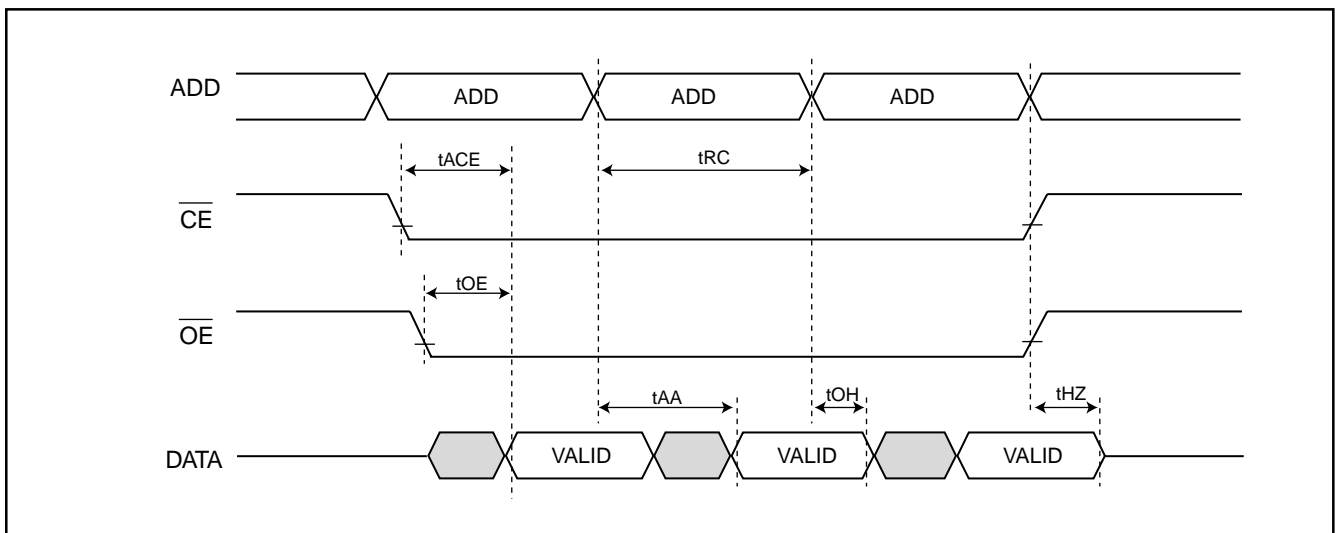 ADD ADD ADD ADD
tACE tRC
CE
tOE
OE
tAA tOH tHZ
DATA VALID VALID VALID